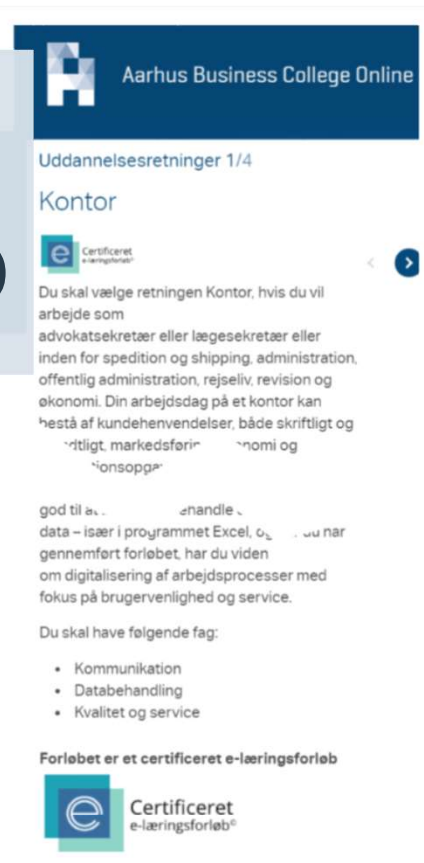 Aarhus Business College Online
Uddannelsesretninger 1/4
Kontor
Certificeret
e-læringsforløb®
Du skal vælge retningen Kontor, hvis du vil
arbejde som
advokatsekretær eller lægesekretær eller
inden for spedition og shipping, administration,
offentlig administration, rejseliv, revision og
økonomi. Din arbejdsdag på et kontor kan
bestå af kundehenvendelser, både skriftligt og
og
god til
data – især i programmet Excel,
gennemført forløbet, har du viden
om digitalisering af arbejdsprocesser med
fokus på brugervenlighed og service.
Du skal have følgende fag:
• Kommunikation
• Databehandling
• Kvalitet og service
Forløbet er et certificeret e-læringsforløb
Certificeret
e-læringsforløb©